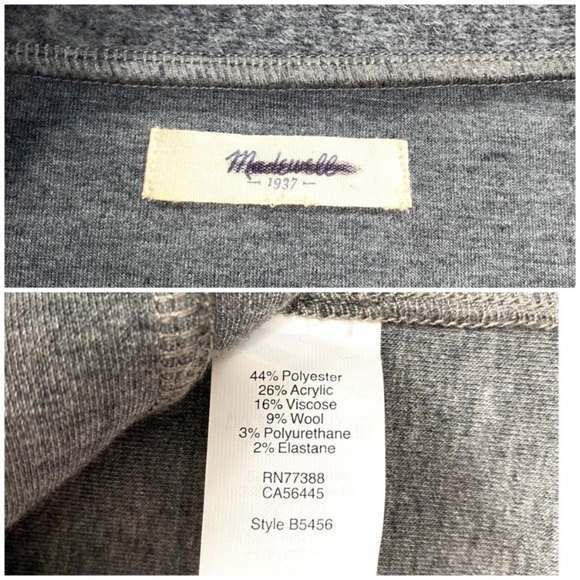 Madewell
1937
44% Polyester
26% Acrylic
16% Viscose
9% Wool
3% Polyurethane
2% Elastane
RN77388
CA56445
Style B5456